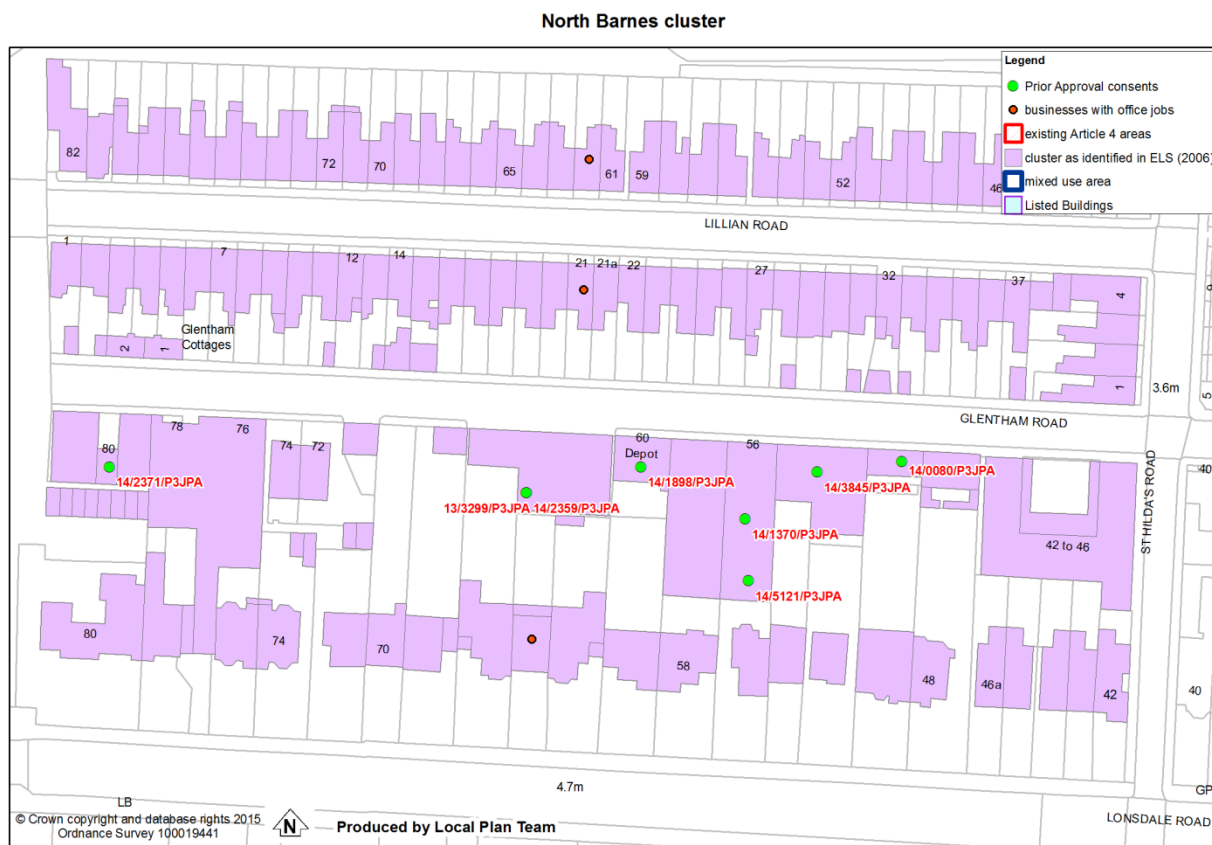 North Barnes cluster
Legend
Prior Approval consents
businesses with office jobs
existing Article 4 areas
cluster as identified in ELS (2006)
mixed use area
Listed Buildings
82
72
70
65
61
59
52
46
LILLIAN ROAD
1
7
12
14
21
21a
22
27
32
37
4
Glentham
Cottages
2
1
1
3.6m
5
GLENTHAM ROAD
ST HILDA'S ROAD
80
78
76
74
72
60
Depot
56
40
14/2371/P3JPA
13/3299/P3JPA 14/2359/P3JPA
14/1898/P3JPA
14/3845/P3JPA
14/0080/P3JPA
14/1370/P3JPA
14/5121/P3JPA
42 to 46
80
74
70
58
48
46a
42
40
4.7m
GP
LB
LONSDALE ROAD
© Crown copyright and database rights 2015
Ordnance Survey 100019441
N
Produced by Local Plan Team